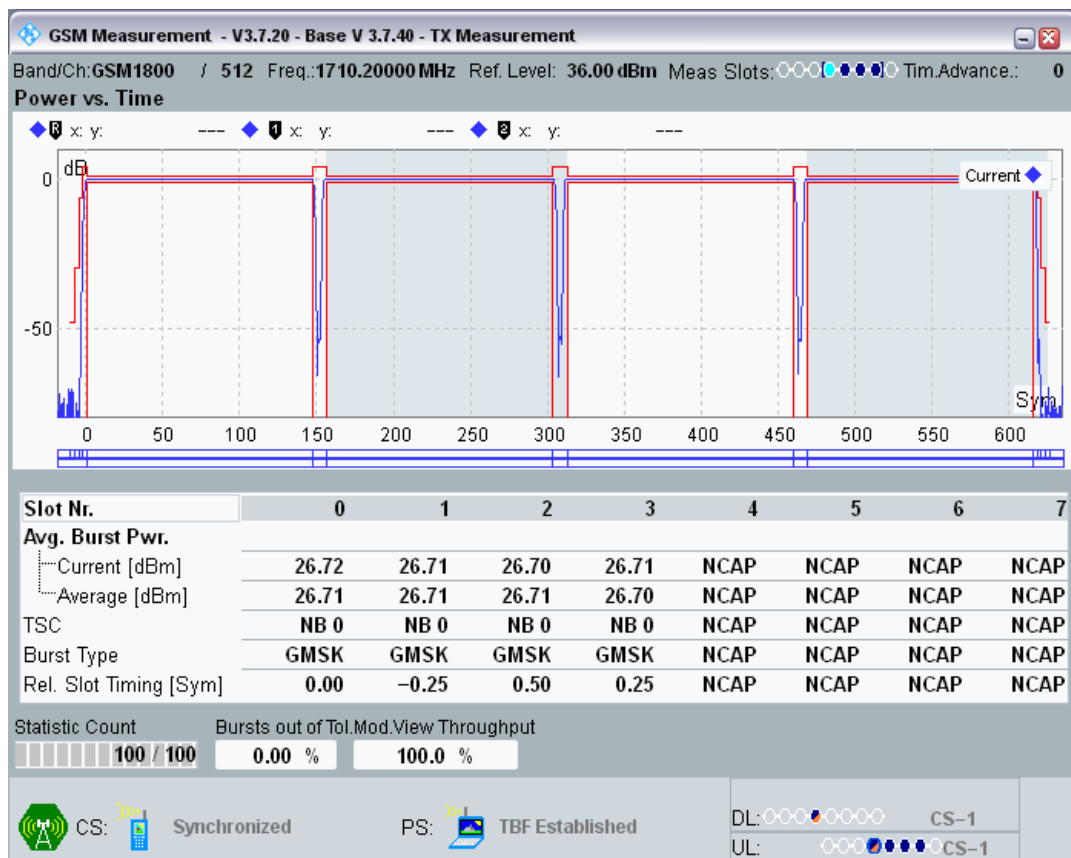 GSM Measurement - V3.7.20 - Base V 3.7.40 - TX Measurement
Band/Ch:GSM1800 / 512 Freq.:1710.20000 MHz Ref. Level: 36.00 dBm Meas Slots: Tim.Advance.: 0
Power vs. Time
R x: y: --- 1 x: y: --- 2 x: y: ---
dB
Current
0
-50
Sym
0 50 100 150 200 250 300 350 400 450 500 550 600
Slot Nr. 0 1 2 3 4 5 6 7
Avg. Burst Pwr.
Current [dBm] 26.72 26.71 26.70 26.71 NCAP NCAP NCAP NCAP
Average [dBm] 26.71 26.71 26.71 26.70 NCAP NCAP NCAP NCAP
TSC NB 0 NB 0 NB 0 NB 0 NCAP NCAP NCAP NCAP
Burst Type GMSK GMSK GMSK GMSK NCAP NCAP NCAP NCAP
Rel. Slot Timing [Sym] 0.00 −0.25 0.50 0.25 NCAP NCAP NCAP NCAP
Statistic Count Bursts out of Tol.Mod.View Throughput
100 / 100 0.00 % 100.0 %
CS: Synchronized PS: TBF Established DL: CS−1
UL: CS−1